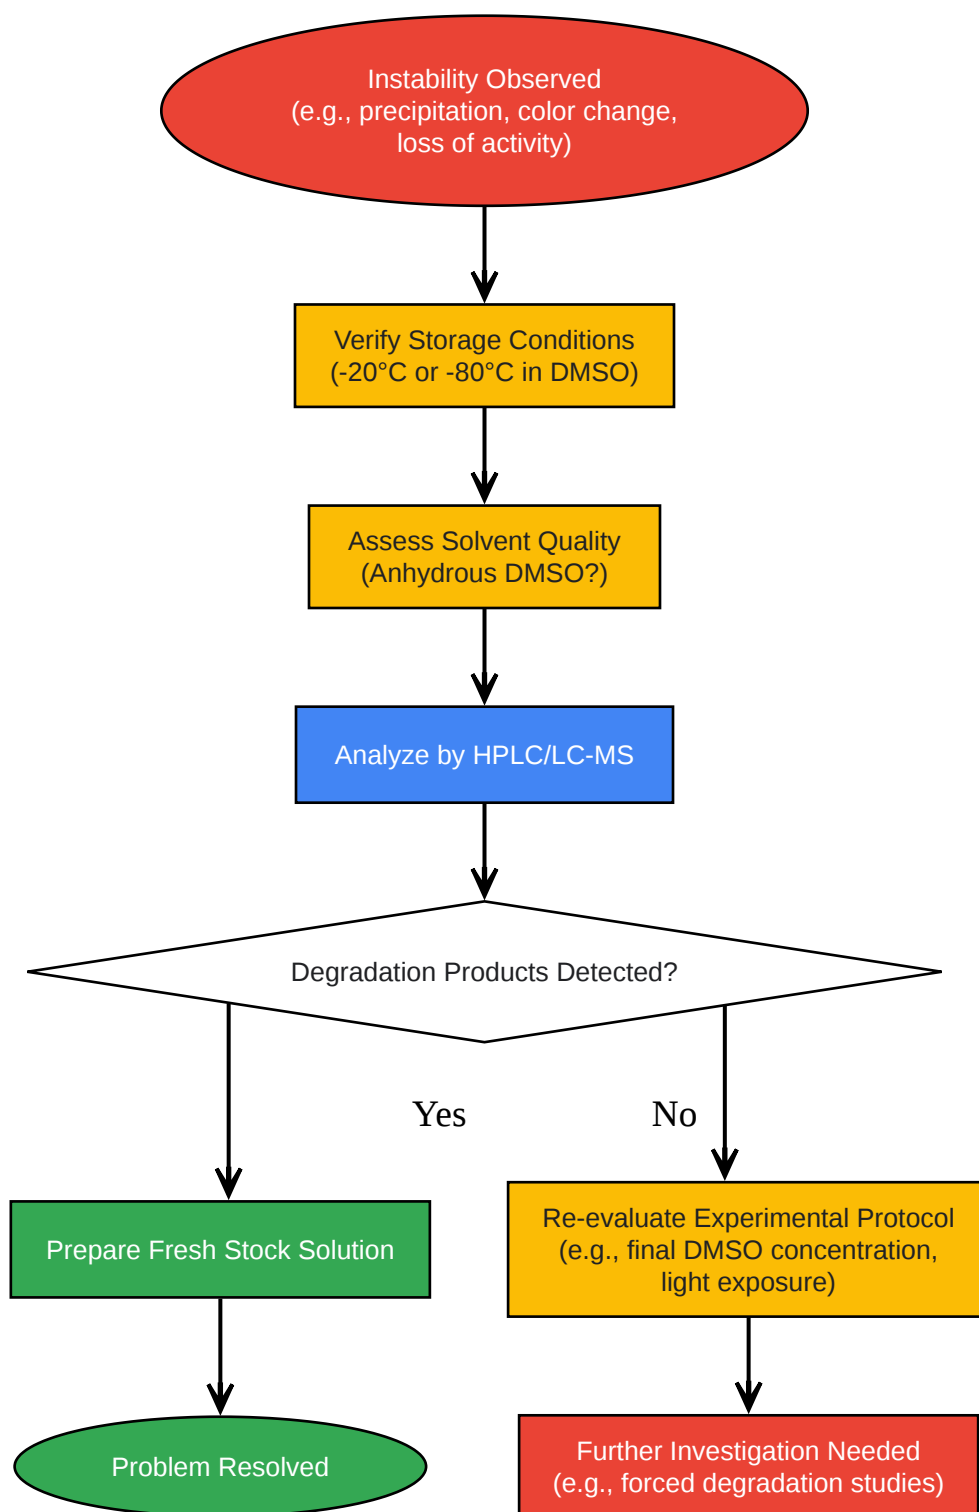 Instability Observed
(e.g., precipitation, color change,
loss of activity)
Verify Storage Conditions
(-20°C or -80°C in DMSO)
Assess Solvent Quality
(Anhydrous DMSO?)
Analyze by HPLC/LC-MS
Degradation Products Detected?
Yes
No
Prepare Fresh Stock Solution
Re-evaluate Experimental Protocol
(e.g., final DMSO concentration,
light exposure)
Problem Resolved
Further Investigation Needed
(e.g., forced degradation studies)